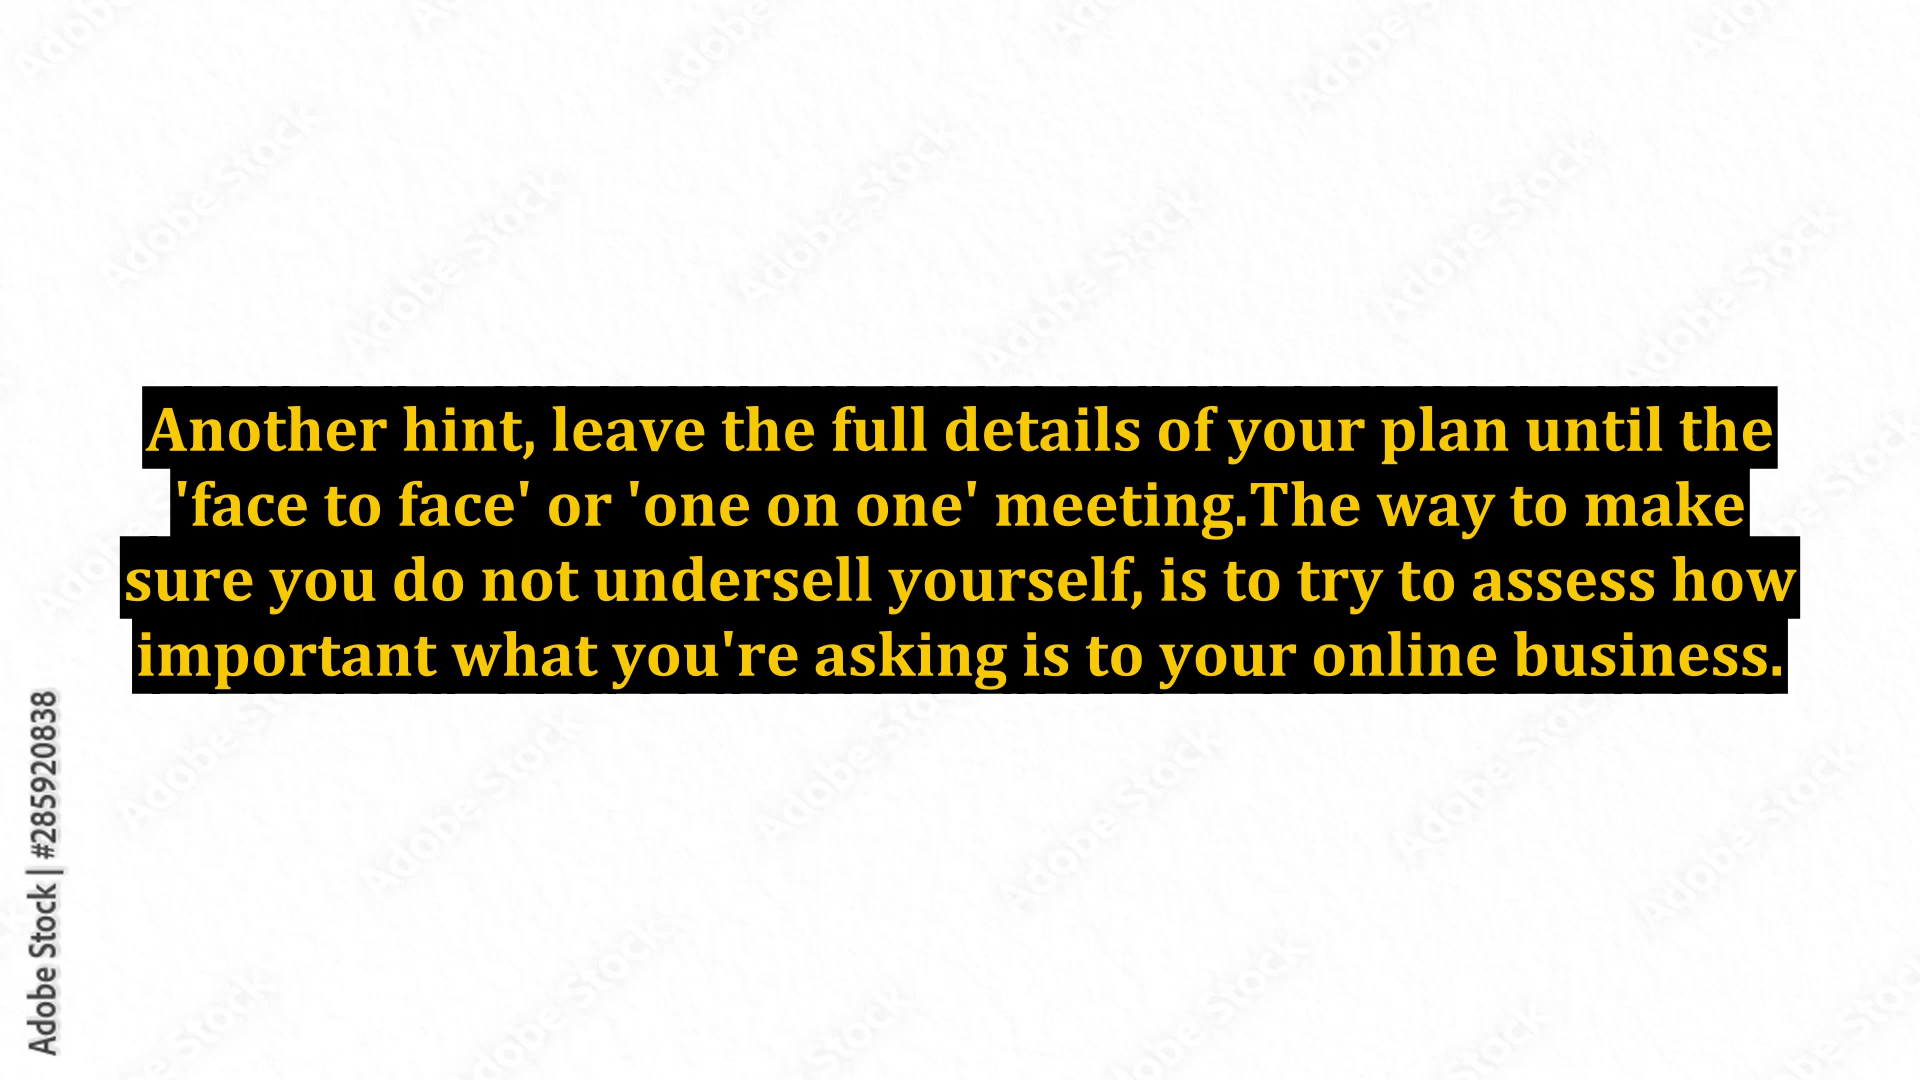 Another hint, leave the full details of your plan until the
'face to face' or 'one on one' meeting.The way to make
sure you do not undersell yourself, is to try to assess how
important what you're asking is to your online business.
Adobe Stock | #285920838
Adobe Stock